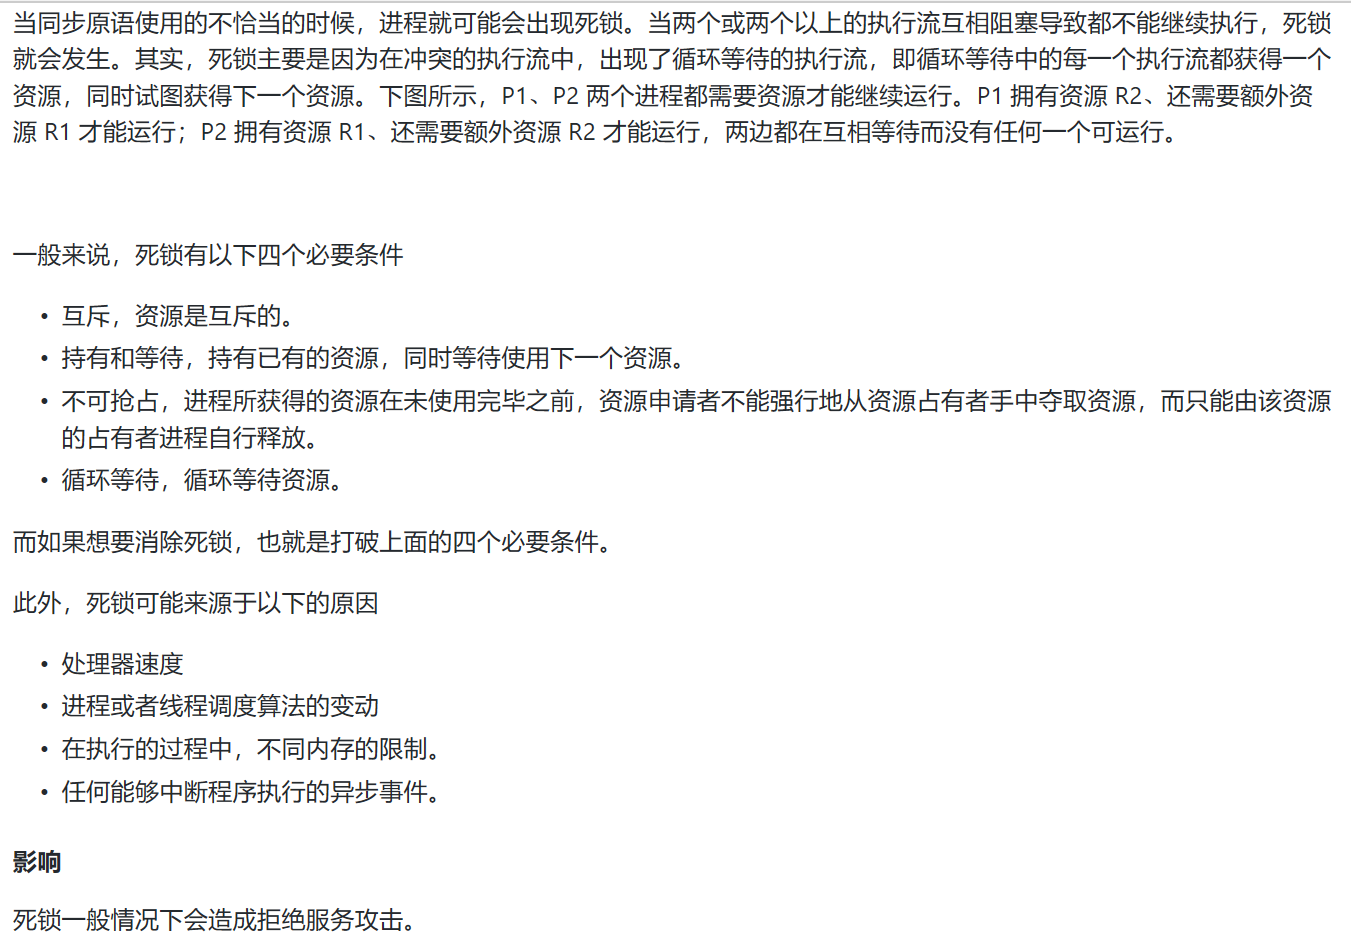 当同步原语使用的不恰当的时候，进程就可能会出现死锁。当两个或两个以上的执行流互相阻塞导致都不能继续执行，死锁
就会发生。其实，死锁主要是因为在冲突的执行流中，出现了循环等待的执行流，即循环等待中的每一个执行流都获得一个
资源，同时试图获得下一个资源。下图所示，P1、P2 两个进程都需要资源才能继续运行。P1 拥有资源 R2、还需要额外资
源 R1 才能运行；P2 拥有资源 R1、还需要额外资源 R2 才能运行，两边都在互相等待而没有任何一个可运行。
一般来说，死锁有以下四个必要条件
• 互斥，资源是互斥的。
• 持有和等待，持有已有的资源，同时等待使用下一个资源。
• 不可抢占，进程所获得的资源在未使用完毕之前，资源申请者不能强行地从资源占有者手中夺取资源，而只能由该资源
的占有者进程自行释放。
• 循环等待，循环等待资源。
而如果想要消除死锁，也就是打破上面的四个必要条件。
此外，死锁可能来源于以下的原因
• 处理器速度
• 进程或者线程调度算法的变动
• 在执行的过程中，不同内存的限制。
• 任何能够中断程序执行的异步事件。
影响
死锁一般情况下会造成拒绝服务攻击。